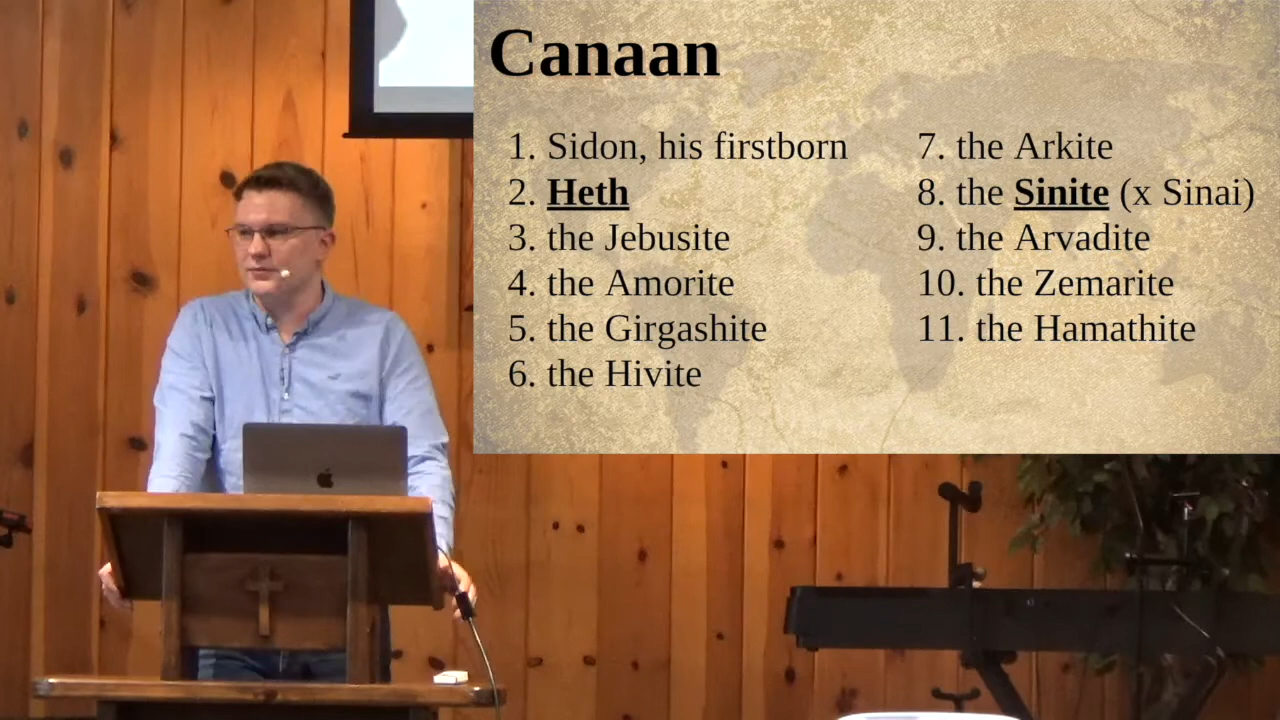 Canaan
1. Sidon, his firstborn
2. Heth
3. the Jebusite
4. the Amorite
5. the Girgashite
6. the Hivite
7. the Arkite
8. the Sinite (x Sinai)
9. the Arvadite
10. the Zemarite
11. the Hamathite